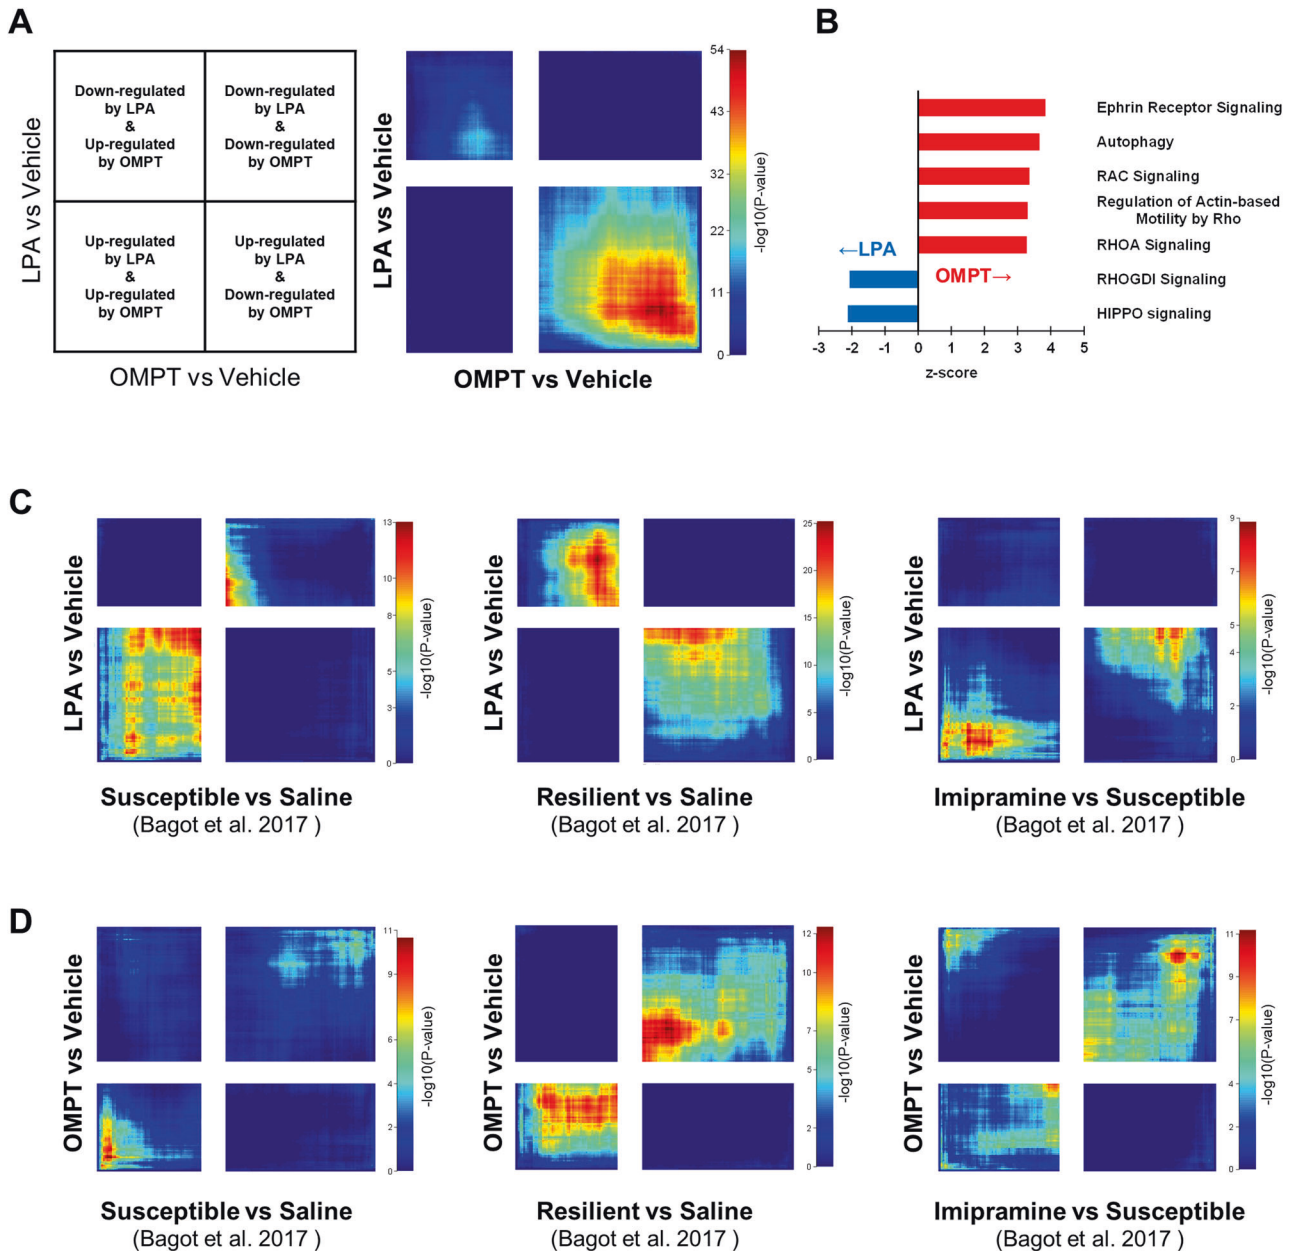 A
LPA vs Vehicle
Down-regulated
by LPA
&
Up-regulated
by OMPT
Down-regulated
by LPA
&
Down-regulated
by OMPT
Up-regulated
by LPA
&
Up-regulated
by OMPT
Up-regulated
by LPA
&
Down-regulated
by OMPT
OMPT vs Vehicle
LPA vs Vehicle
OMPT vs Vehicle
54
43
32
22
11
0
-log10(P-value)
B
Ephrin Receptor Signaling
Autophagy
RAC Signaling
Regulation of Actin-based
Motility by Rho
RHOA Signaling
RHOGDI Signaling
HIPPO signaling
←LPA
OMPT→
-3 -2 -1 0 1 2 3 4 5
z-score
C
LPA vs Vehicle
13
10
8
5
3
0
-log10(P-value)
Susceptible vs Saline
(Bagot et al. 2017 )
LPA vs Vehicle
25
20
15
10
5
0
-log10(P-value)
Resilient vs Saline
(Bagot et al. 2017 )
LPA vs Vehicle
9
7
5
4
2
0
-log10(P-value)
Imipramine vs Susceptible
(Bagot et al. 2017 )
D
OMPT vs Vehicle
11
9
6
4
2
0
-log10(P-value)
Susceptible vs Saline
(Bagot et al. 2017 )
OMPT vs Vehicle
12
10
7
5
2
0
-log10(P-value)
Resilient vs Saline
(Bagot et al. 2017 )
OMPT vs Vehicle
11
9
7
4
2
0
-log10(P-value)
Imipramine vs Susceptible
(Bagot et al. 2017 )